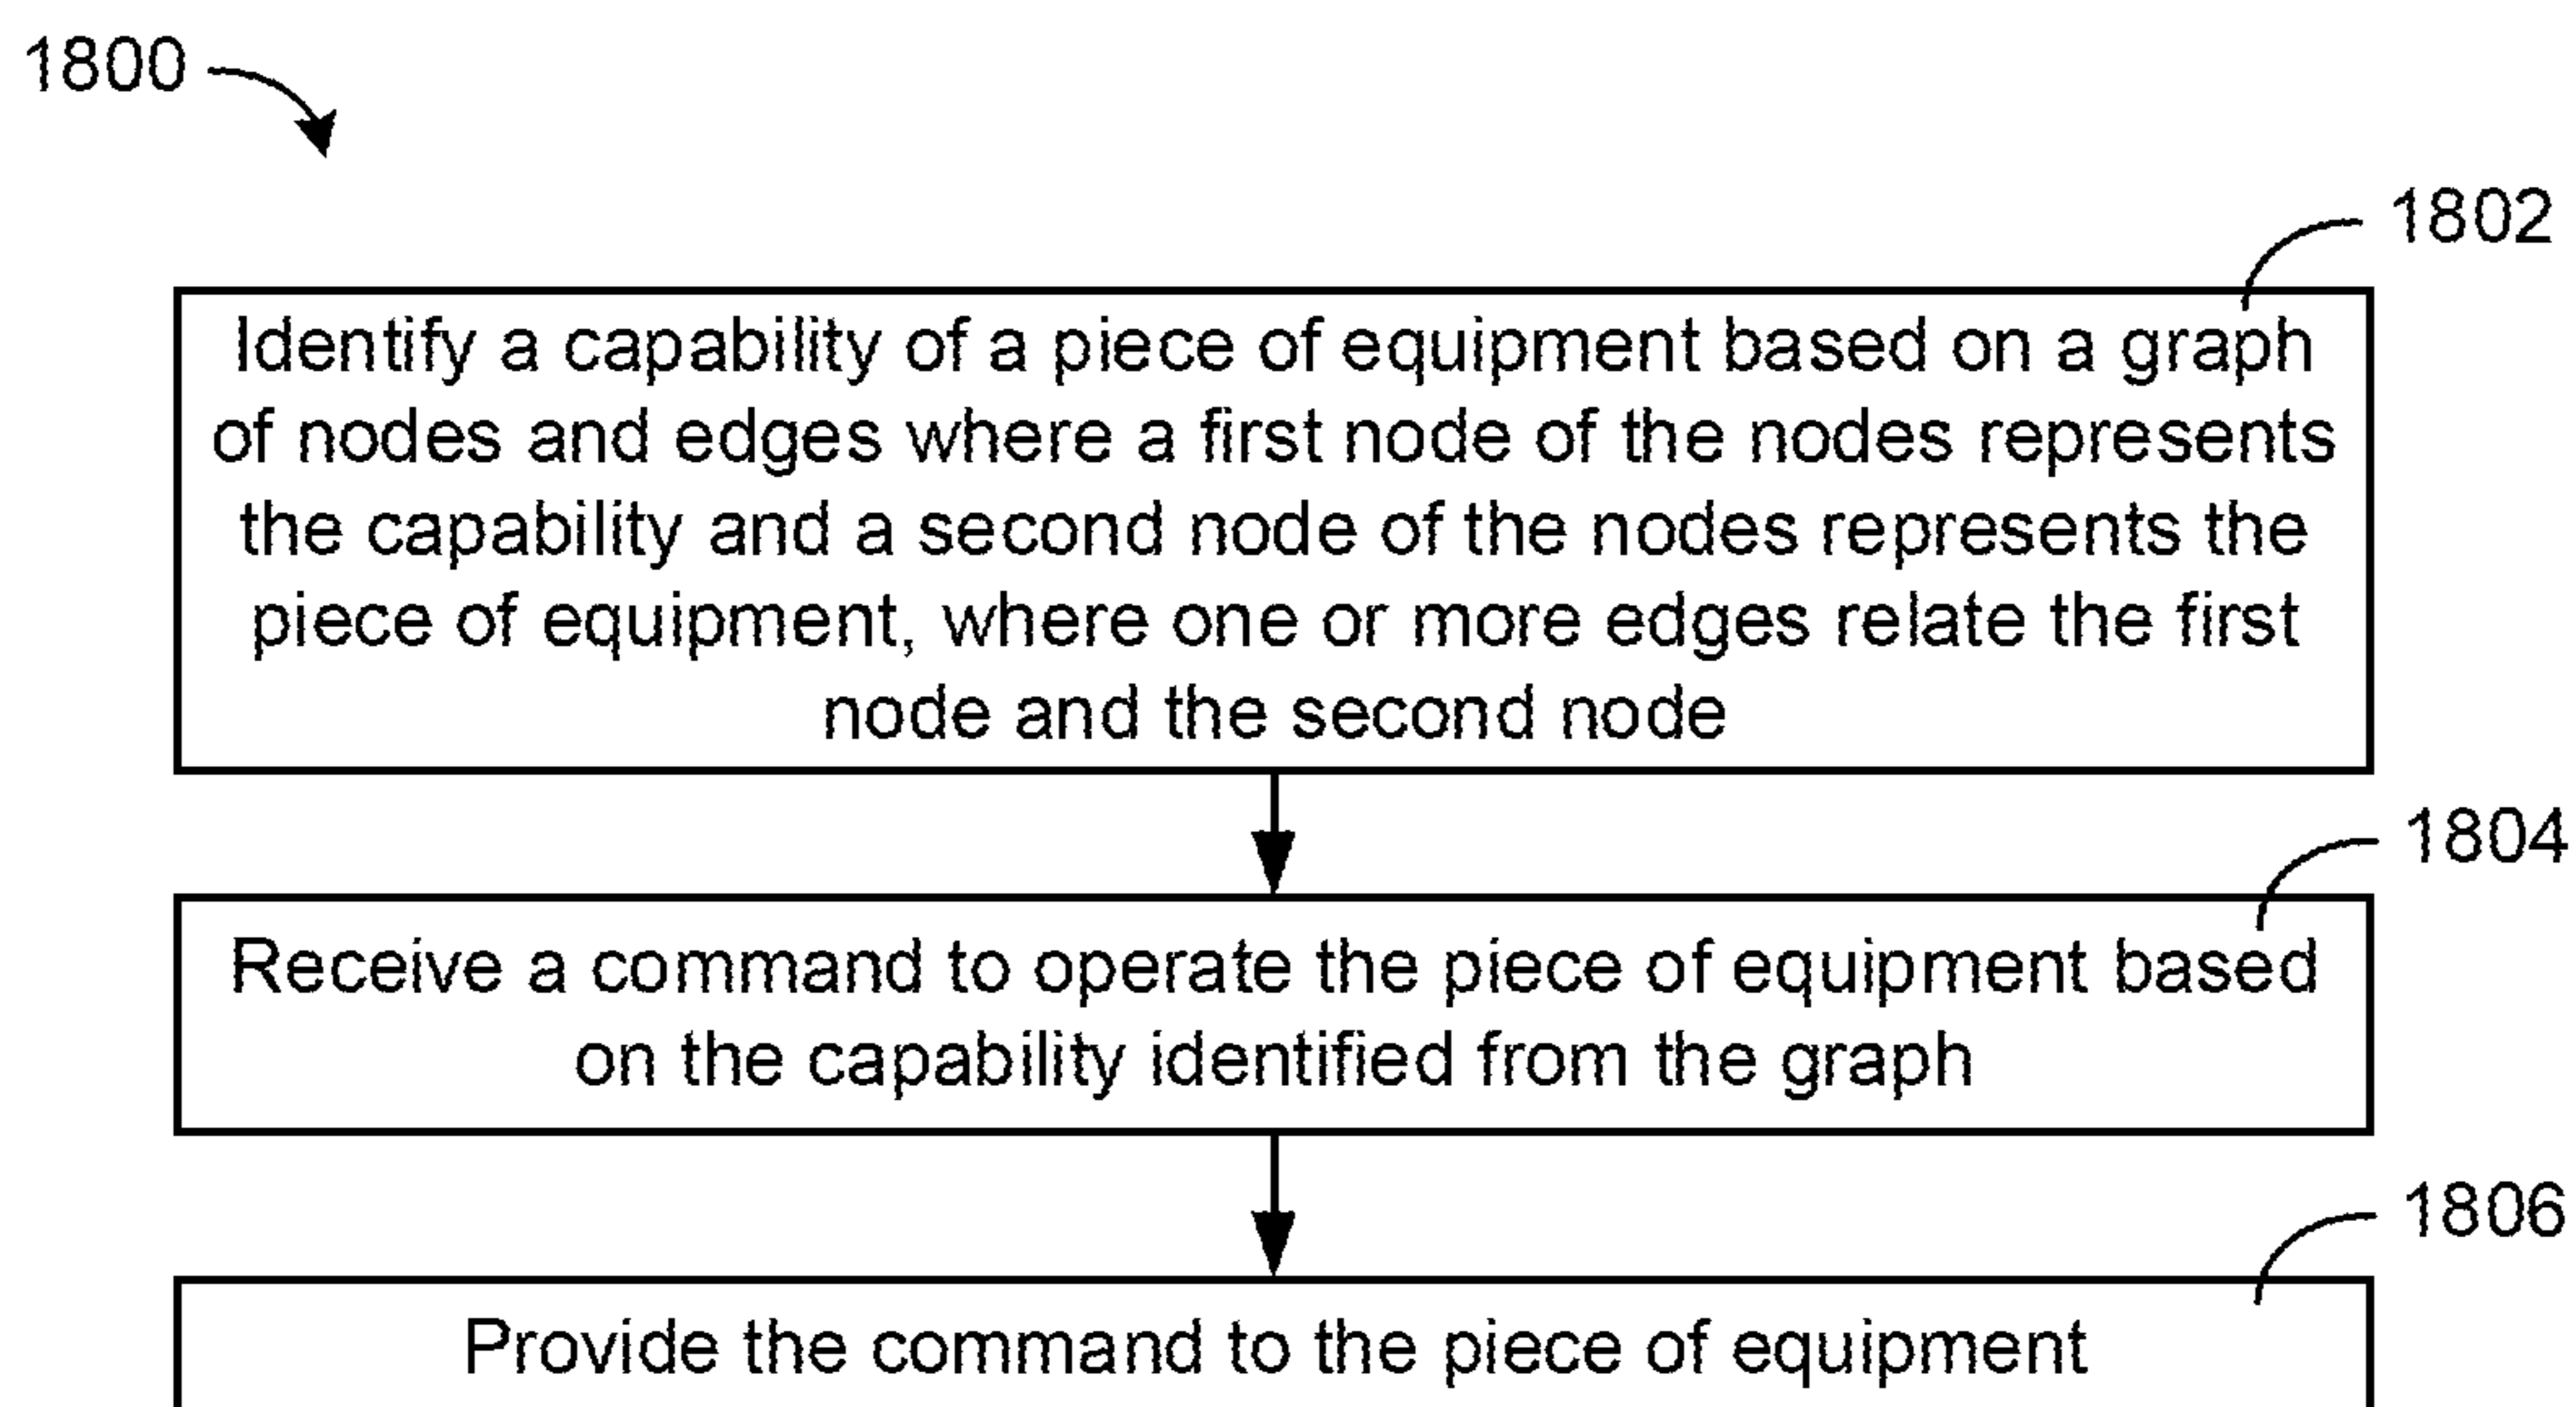 1800
1802
Identify a capability of a piece of equipment based on a graph
of nodes and edges where a first node of the nodes represents
the capability and a second node of the nodes represents the
piece of equipment, where one or more edges relate the first
node and the second node
1804
Receive a command to operate the piece of equipment based
on the capability identified from the graph
1806
Provide the command to the piece of equipment